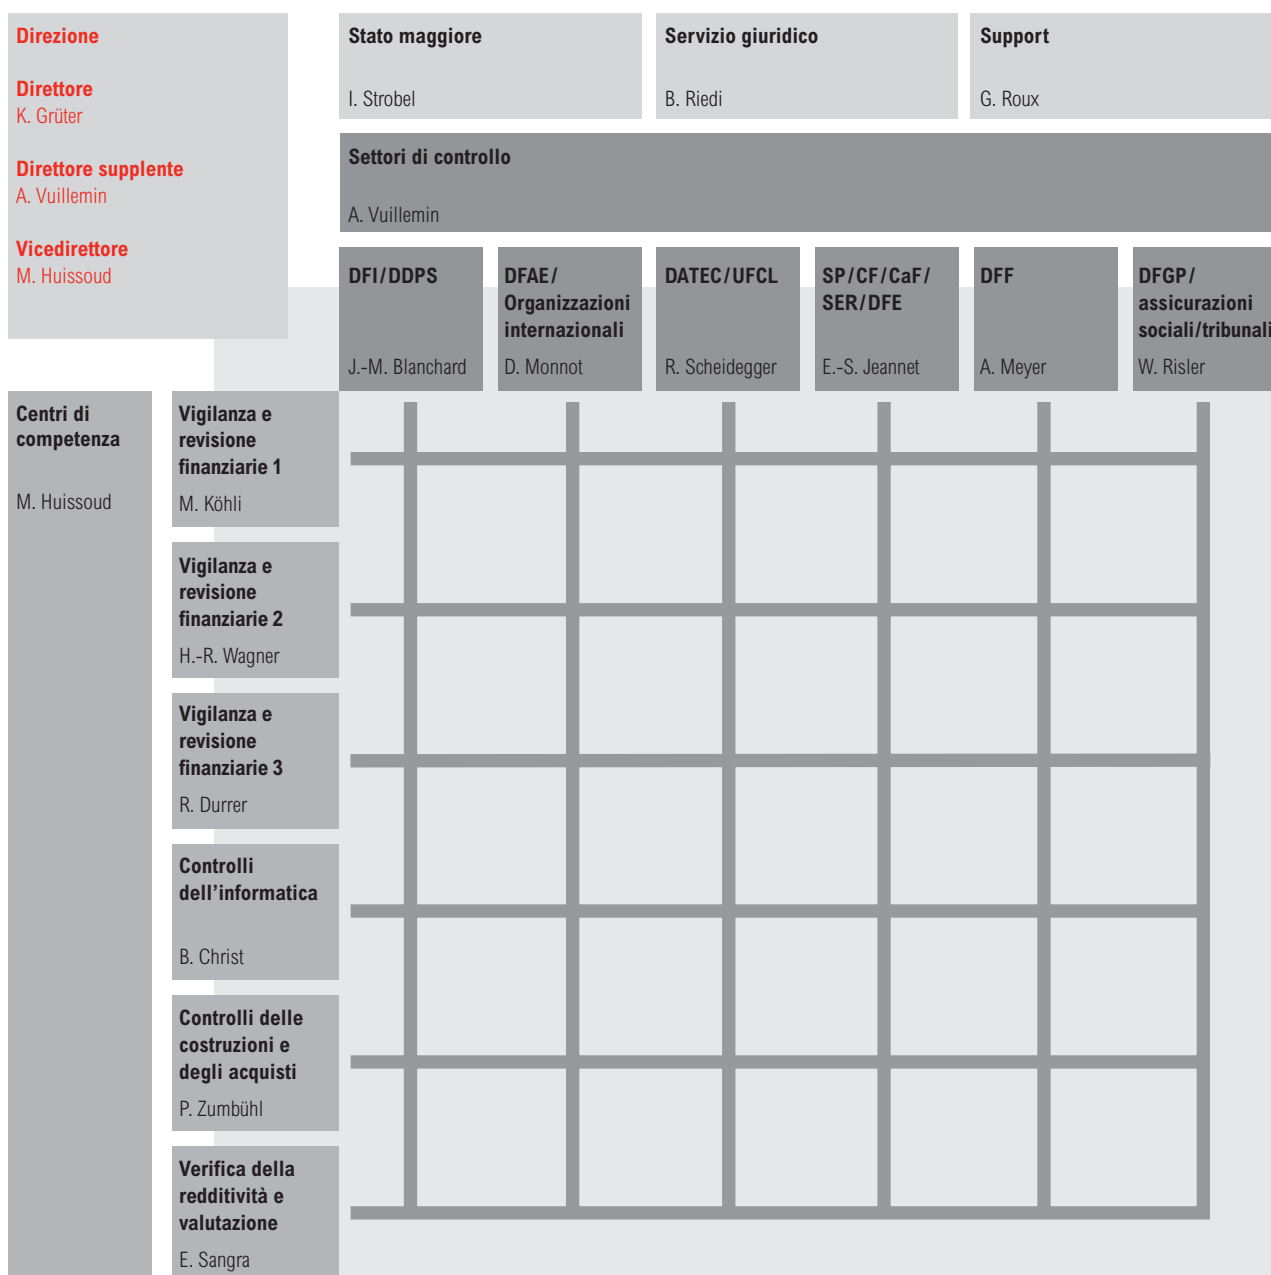 Direzione
Direttore
K. Grüter
Direttore supplente
A. Vuillemin
Vicedirettore
M. Huissoud
Stato maggiore
I. Strobel
Servizio giuridico
B. Riedi
Support
G. Roux
Settori di controllo
A. Vuillemin
DFI/DDPS
J.-M. Blanchard
DFAE/
Organizzazioni
internazionali
D. Monnot
DATEC/UFCL
R. Scheidegger
SP/CF/CaF/
SER/DFE
E.-S. Jeannet
DFF
A. Meyer
DFGP/
assicurazioni
sociali/tribunali
W. Risler
Centri di
competenza
M. Huissoud
Vigilanza e
revisione
finanziarie 1
M. Köhli
Vigilanza e
revisione
finanziarie 2
H.-R. Wagner
Vigilanza e
revisione
finanziarie 3
R. Durrer
Controlli
dell'informatica
B. Christ
Controlli delle
costruzioni e
degli acquisti
P. Zumbühl
Verifica della
redditività e
valutazione
E. Sangra